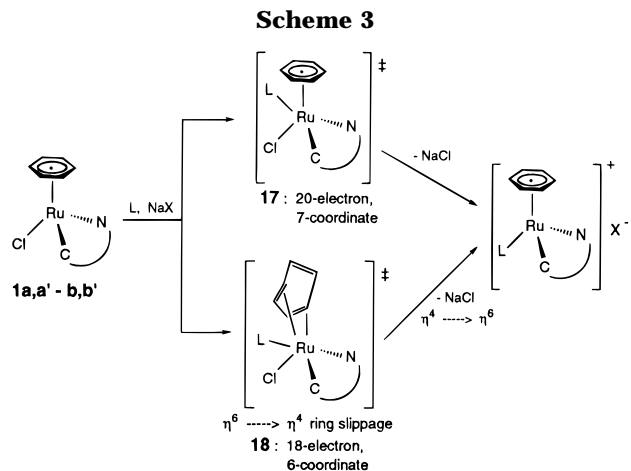 Scheme 3
‡
L
Ru
N
Cl
C
17 : 20-electron,
7-coordinate
- NaCl
Ru
N
Cl
C
1a,a' - b,b'
L, NaX
+
Ru
N
L
C
X⁻
‡
L
Ru
N
Cl
C
- NaCl
η⁴ -----> η⁶
η⁶ -----> η⁴ ring slippage
18 : 18-electron,
6-coordinate